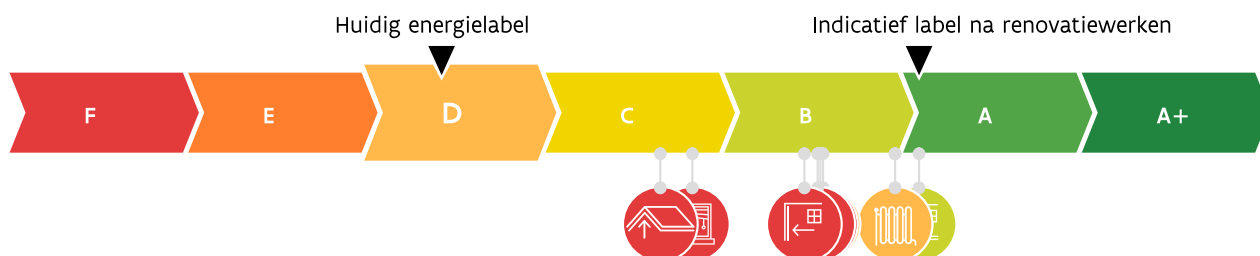 Huidig energielabel Indicatief label na renovatiewerken
F E D C B A A+